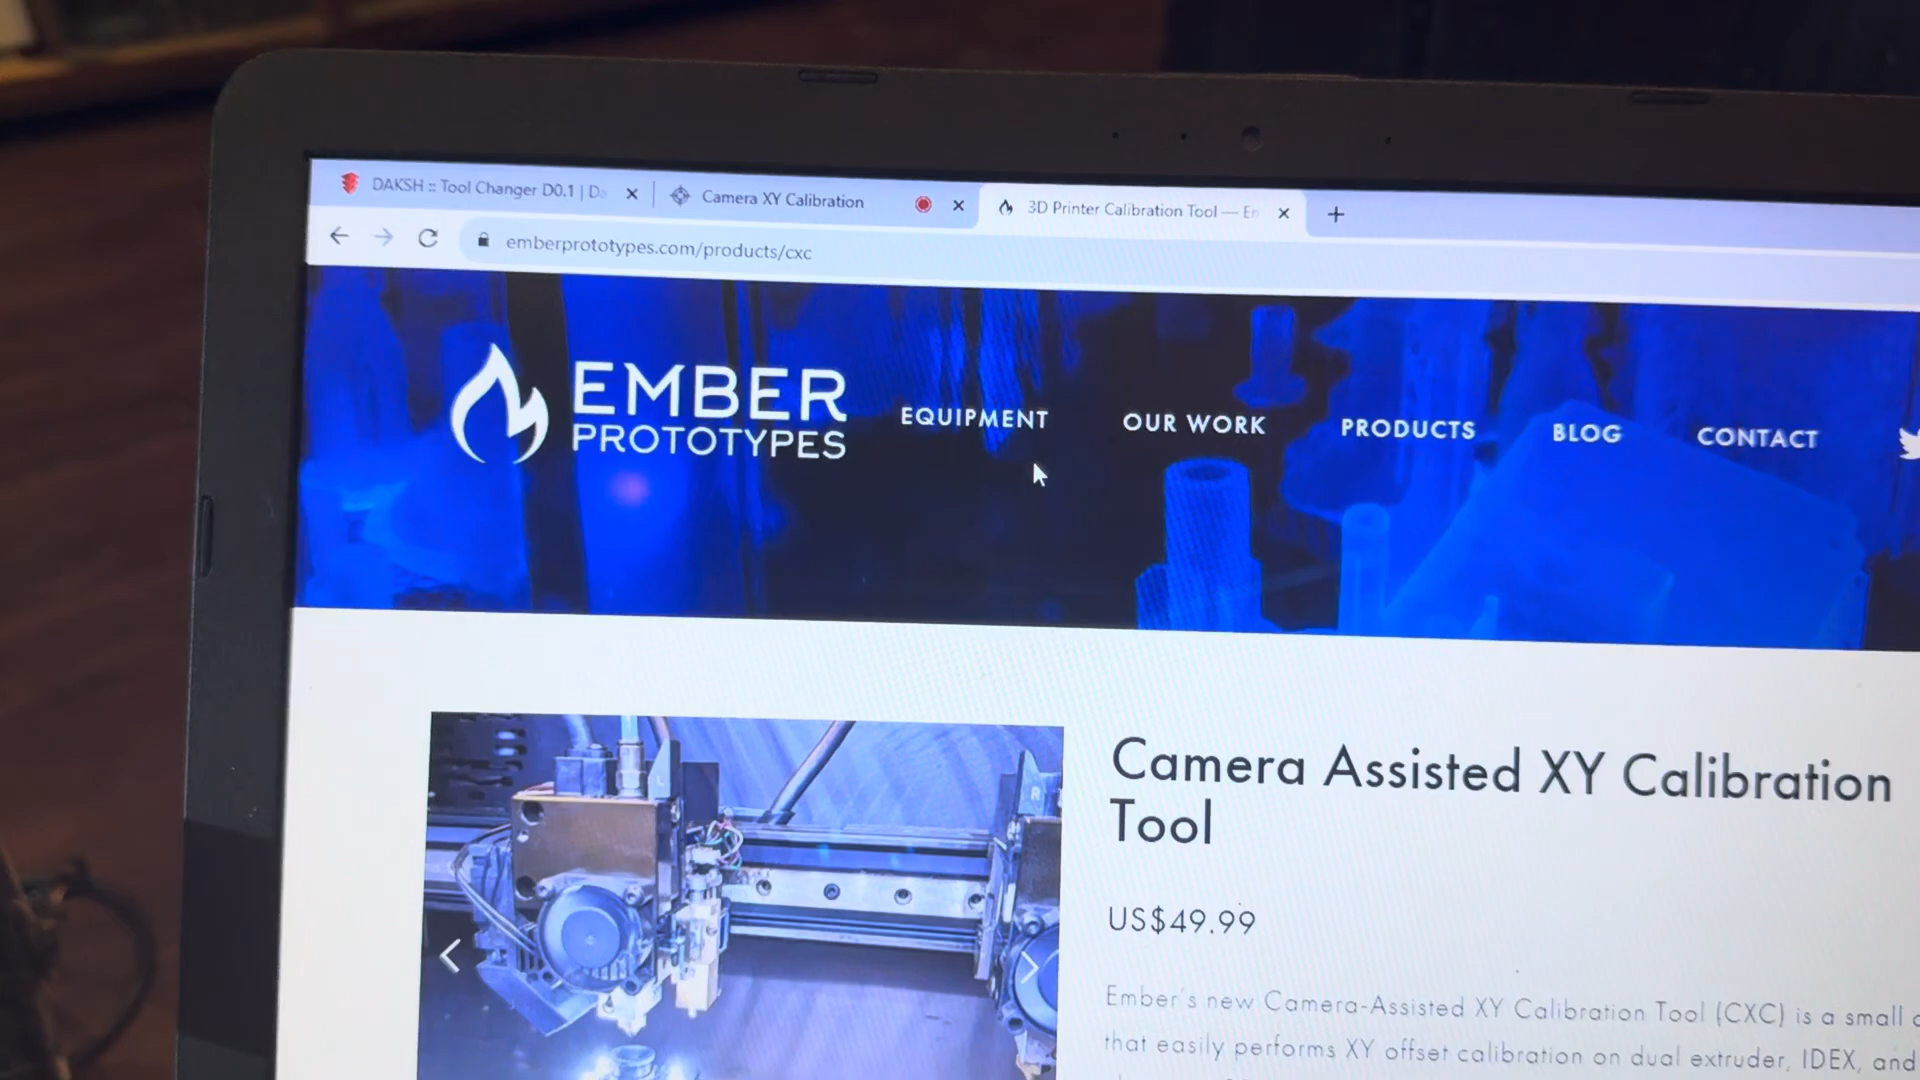 DAKSH :: Tool Changer D0.1 | Da
Camera XY Calibration
3D Printer Calibration Tool — Em
emberprototypes.com/products/cxc
EMBER
PROTOTYPES
EQUIPMENT
OUR WORK
PRODUCTS
BLOG
CONTACT
Camera Assisted XY Calibration
Tool
US$49.99
Ember's new Camera-Assisted XY Calibration Tool (CXC) is a small
that easily performs XY offset calibration on dual extruder, IDEX, and
L
R